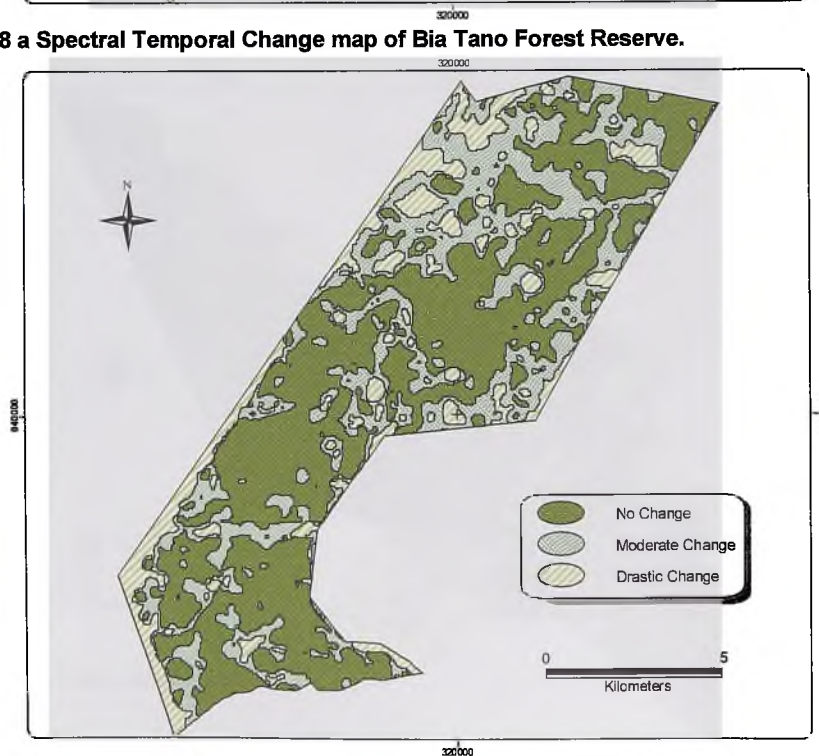 320000
8 a Spectral Temporal Change map of Bia Tano Forest Reserve.
320000
N
840000
No Change
Moderate Change
Drastic Change
0 5
Kilometers
320000